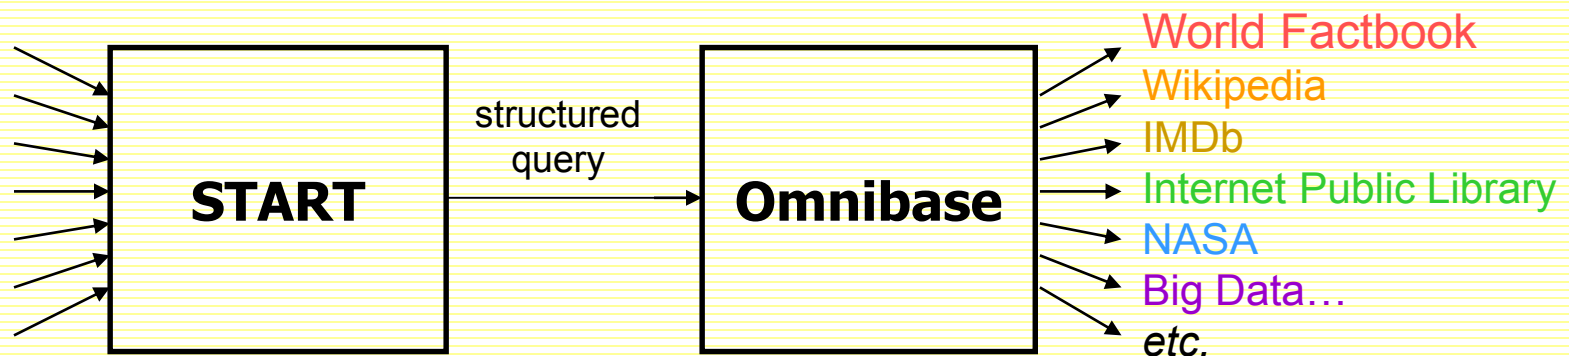 START
structured
query
Omnibase
World Factbook
Wikipedia
IMDb
Internet Public Library
NASA
Big Data…
etc.